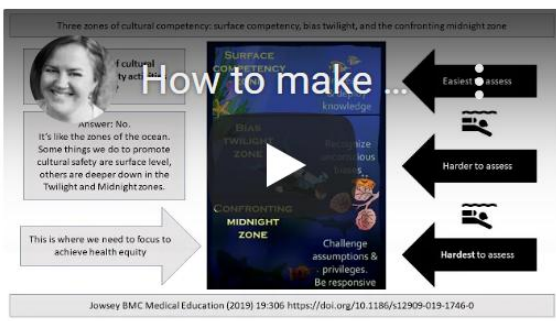 Three zones of cultural competency: surface competency, bias twilight, and the confronting midnight zone
How to make ...
f cultural
ty activitie
Answer: No.
It's like the zones of the ocean.
Some things we do to promote
cultural safety are surface level,
others are deeper down in the
Twilight and Midnight zones.
This is where we need to focus to
achieve health equity
SURFACE
COMPETENCY
deploy
knowledge
BIAS
TWILIGHT
ZONE
Recognize
biases
CONFRONTING
MIDNIGHT
ZONE
Challenge
assumptions &
privileges.
Be responsive
Easiest assess
Harder to assess
Hardest to assess
Jowsey BMC Medical Education (2019) 19:306 https://doi.org/10.1186/s12909-019-1746-0